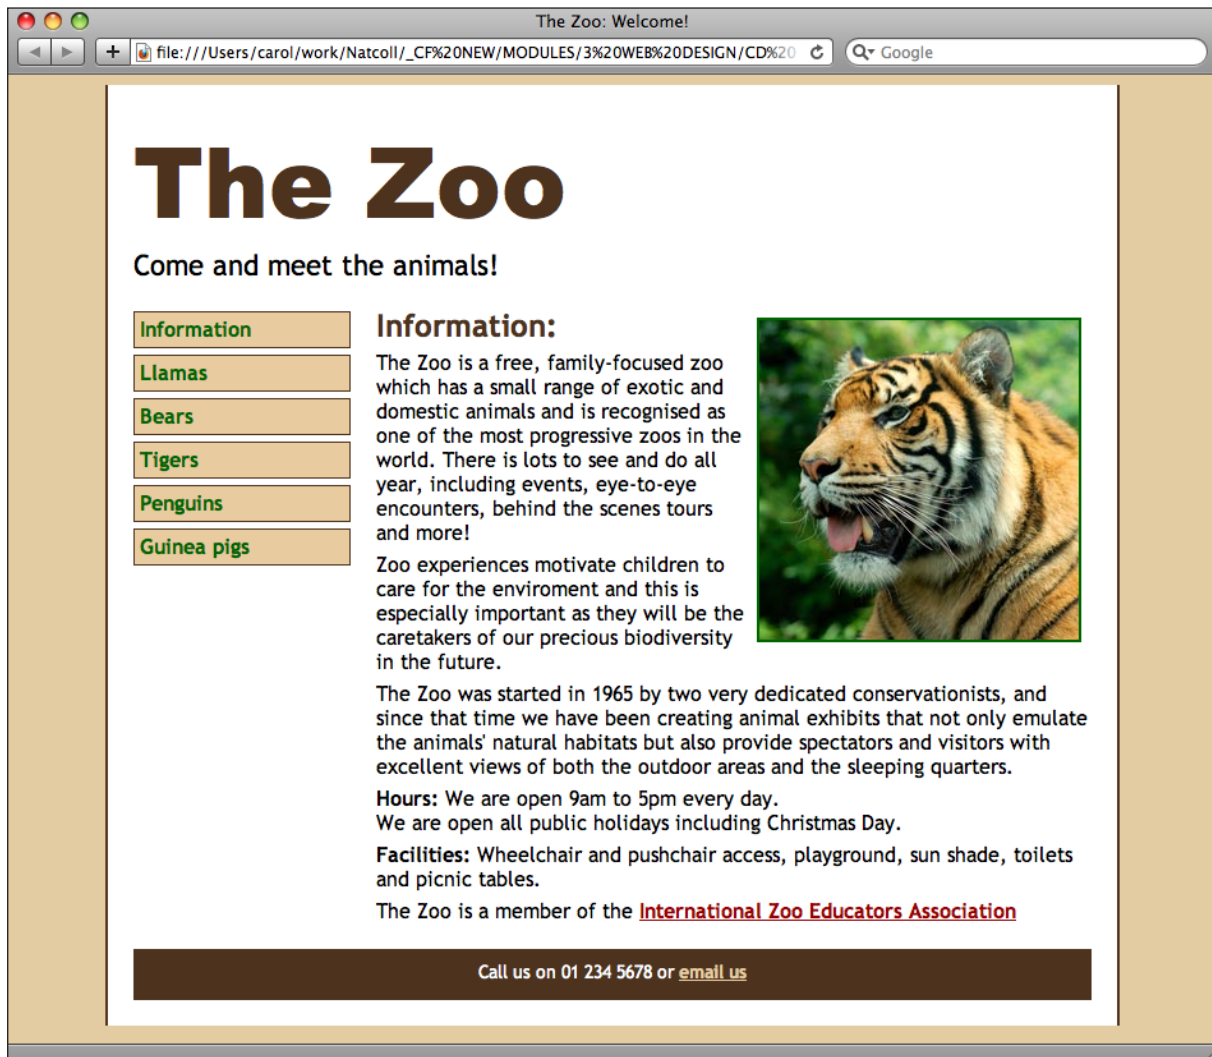 The Zoo: Welcome!
file:///Users/carol/work/Natcoll/_CF%20NEW/MODULES/3%20WEB%20DESIGN/CD%20
Google
The Zoo
Come and meet the animals!
Information
Llamas
Bears
Tigers
Penguins
Guinea pigs
Information:
The Zoo is a free, family-focused zoo
which has a small range of exotic and
domestic animals and is recognised as
one of the most progressive zoos in the
world. There is lots to see and do all
year, including events, eye-to-eye
encounters, behind the scenes tours
and more!
Zoo experiences motivate children to
care for the enviroment and this is
especially important as they will be the
caretakers of our precious biodiversity
in the future.
The Zoo was started in 1965 by two very dedicated conservationists, and
since that time we have been creating animal exhibits that not only emulate
the animals' natural habitats but also provide spectators and visitors with
excellent views of both the outdoor areas and the sleeping quarters.
Hours: We are open 9am to 5pm every day.
We are open all public holidays including Christmas Day.
Facilities: Wheelchair and pushchair access, playground, sun shade, toilets
and picnic tables.
The Zoo is a member of the International Zoo Educators Association
Call us on 01 234 5678 or email us